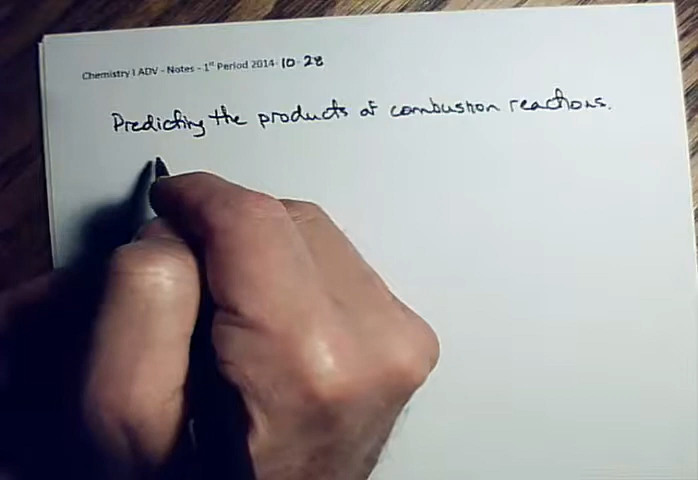 Chemistry I ADV - Notes - 1st Period 2014-10-28
Predicting the products of combustion reactions.